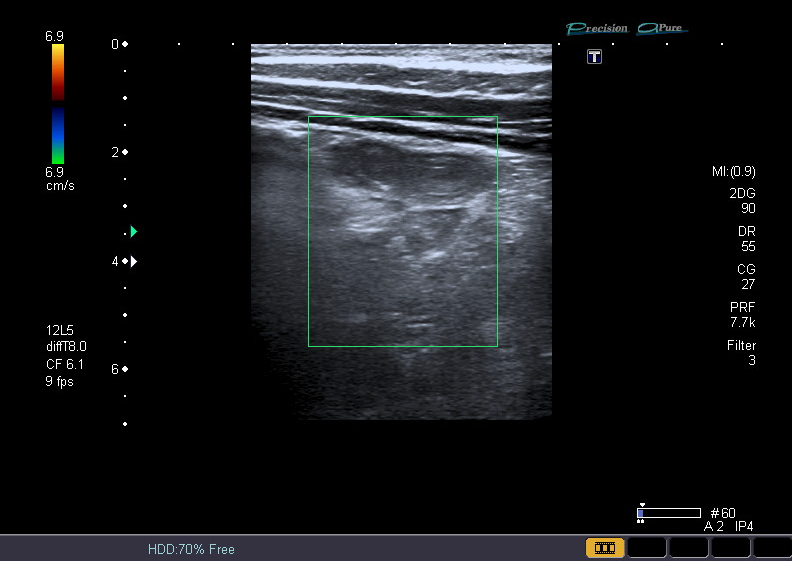 Precision APure
6.9
6.9
cm/s
0
2
4
6
T
MI:(0.9)
2DG
90
DR
55
CG
27
PRF
7.7k
Filter
3
12L5
diffT8.0
CF 6.1
9 fps
#60
A 2 IP4
HDD:70% Free